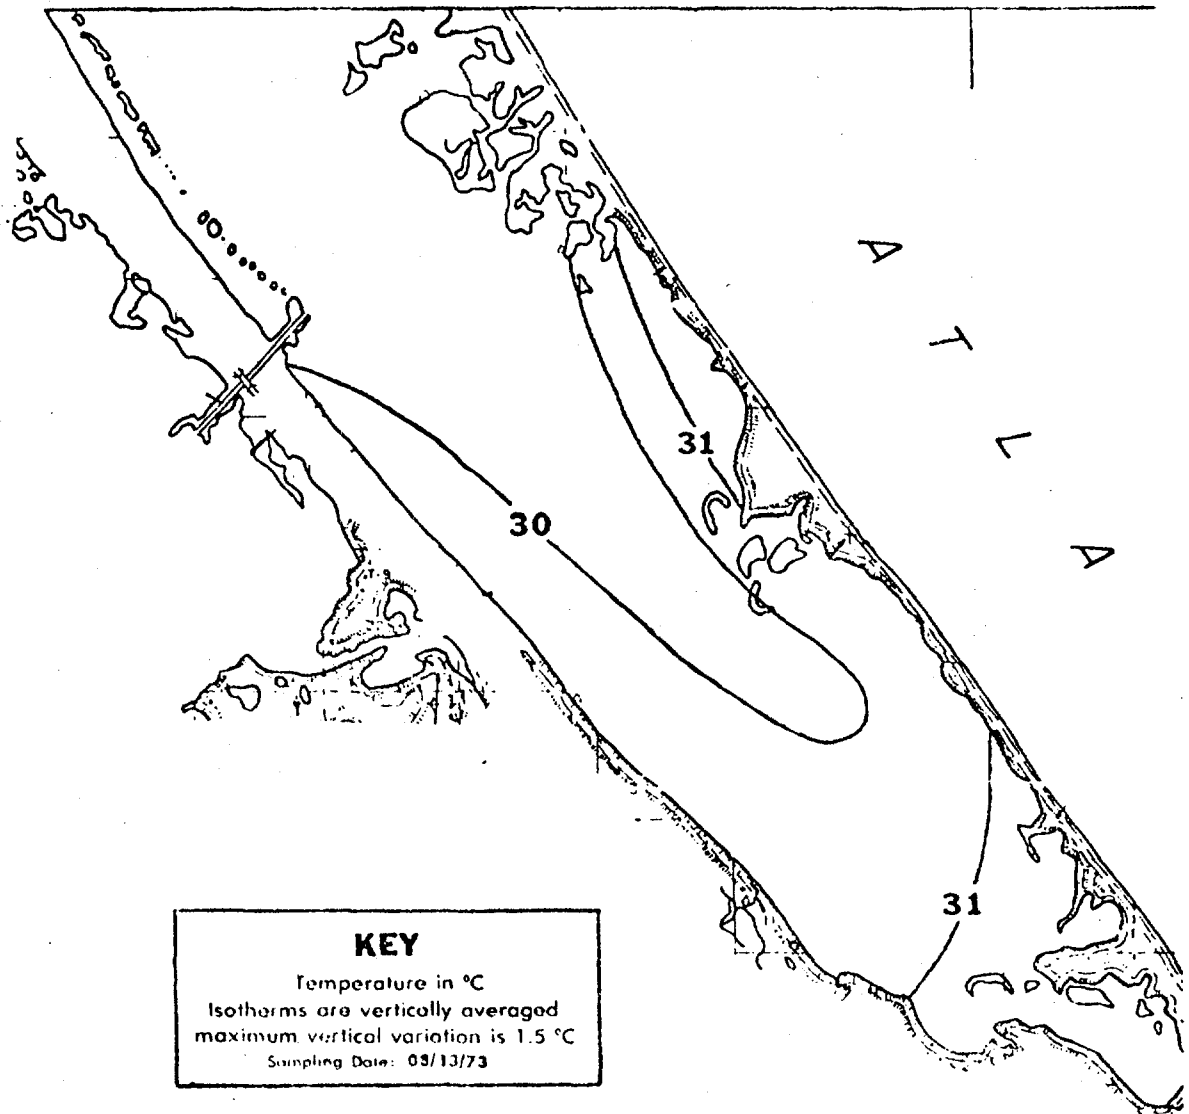 A
T
L
A
31
30
31
KEY
Temperature in °C
Isotherms are vertically averaged
maximum vertical variation is 1.5 °C
Sampling Date: 08/13/73